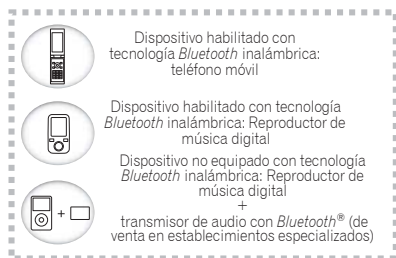 Dispositivo habilitado con
tecnología Bluetooth inalámbrica:
teléfono móvil
Dispositivo habilitado con tecnología
Bluetooth inalámbrica: Reproductor de
música digital
Dispositivo no equipado con tecnología
Bluetooth inalámbrica: Reproductor de
música digital
+
transmisor de audio con Bluetooth® (de
venta en establecimientos especializados)
+